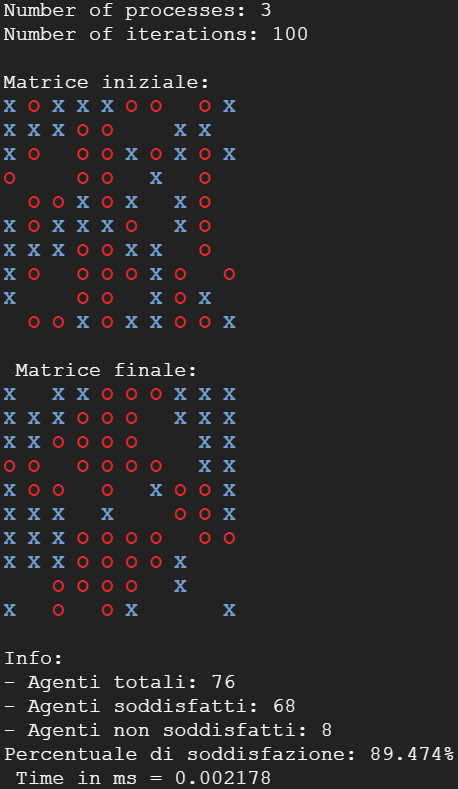 Number of processes: 3
Number of iterations: 100

Matrice iniziale:
x o x x x o o   o x
x x x o o     x x
x o   o o x o x o x
o     o o   x   o
  o o x o x   x o
x o x x x o   x o
x x x o o x x   o
x o   o o o x o   o
x     o o   x o x
  o o x o x x o o x

 Matrice finale:
x   x x o o o x x x
x x x o o o   x x x
x x o o o o     x x
o o   o o o o   x x
x o o   o   x o o x
x x x   x     o o x
x x x o o o o   o o
x x x o o o o x
    o o o o   x
x   o   o x       x

Info:
- Agenti totali: 76
- Agenti soddisfatti: 68
- Agenti non soddisfatti: 8
Percentuale di soddisfazione: 89.474%
 Time in ms = 0.002178